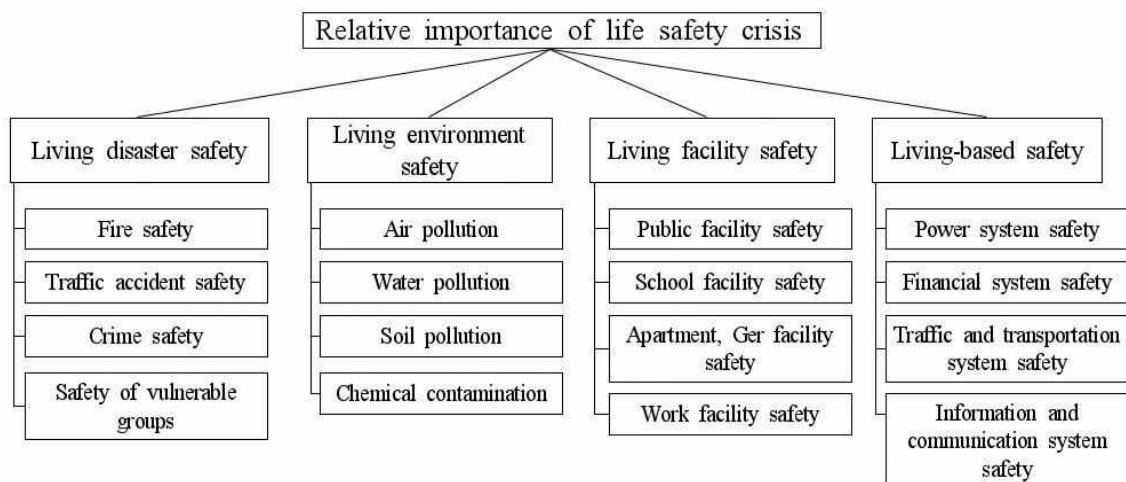 Relative importance of life safety crisis
Living disaster safety
Fire safety
Traffic accident safety
Crime safety
Safety of vulnerable
groups
Living environment
safety
Air pollution
Water pollution
Soil pollution
Chemical contamination
Living facility safety
Public facility safety
School facility safety
Apartment, Ger facility
safety
Work facility safety
Living-based safety
Power system safety
Financial system safety
Traffic and transportation
system safety
Information and
communication system
safety